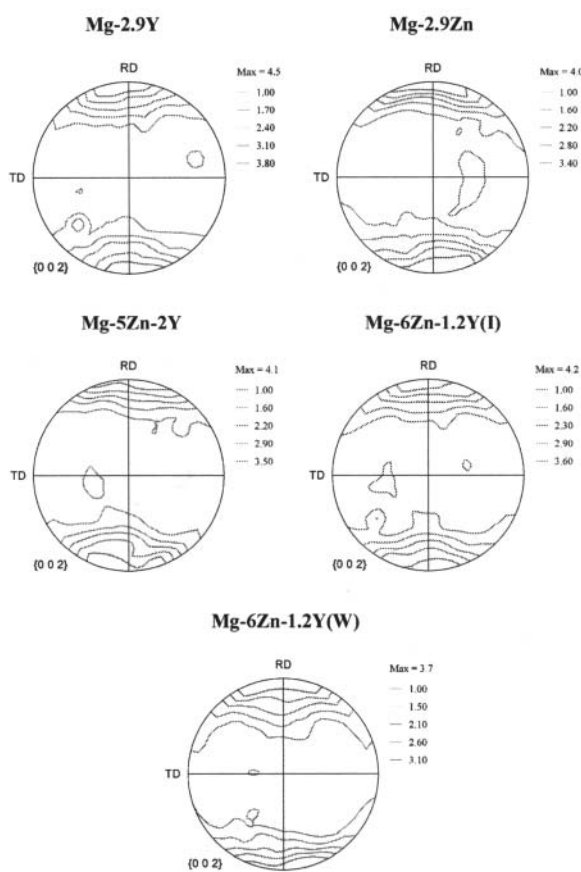 Mg-2.9Y
Mg-2.9Zn
RD
Max = 4.5
1.00
1.70
2.40
3.10
3.80
TD
{0 0 2}
RD
Max = 4.0
1.00
1.60
2.20
2.80
3.40
TD
{0 0 2}
Mg-5Zn-2Y
Mg-6Zn-1.2Y(I)
RD
Max = 4.1
1.00
1.60
2.20
2.90
3.50
TD
{0 0 2}
RD
Max = 4.2
1.00
1.60
2.30
2.90
3.60
TD
{0 0 2}
Mg-6Zn-1.2Y(W)
RD
Max = 3.7
1.00
1.50
2.10
2.60
3.10
TD
{0 0 2}